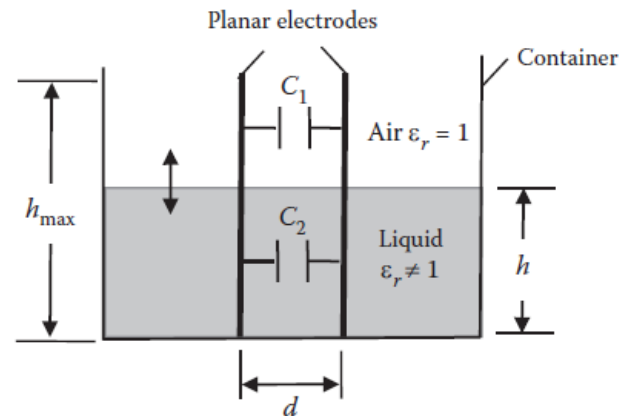 Planar electrodes
Container
C₁
Air εᵣ = 1
hₘₐₓ
C₂
Liquid
εᵣ ≠ 1
h
d